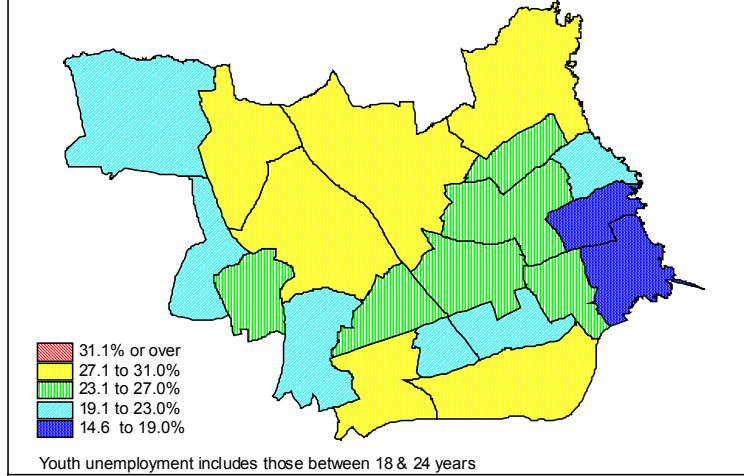 31.1% or over
27.1 to 31.0%
23.1 to 27.0%
19.1 to 23.0%
14.6 to 19.0%
Youth unemployment includes those between 18 & 24 years